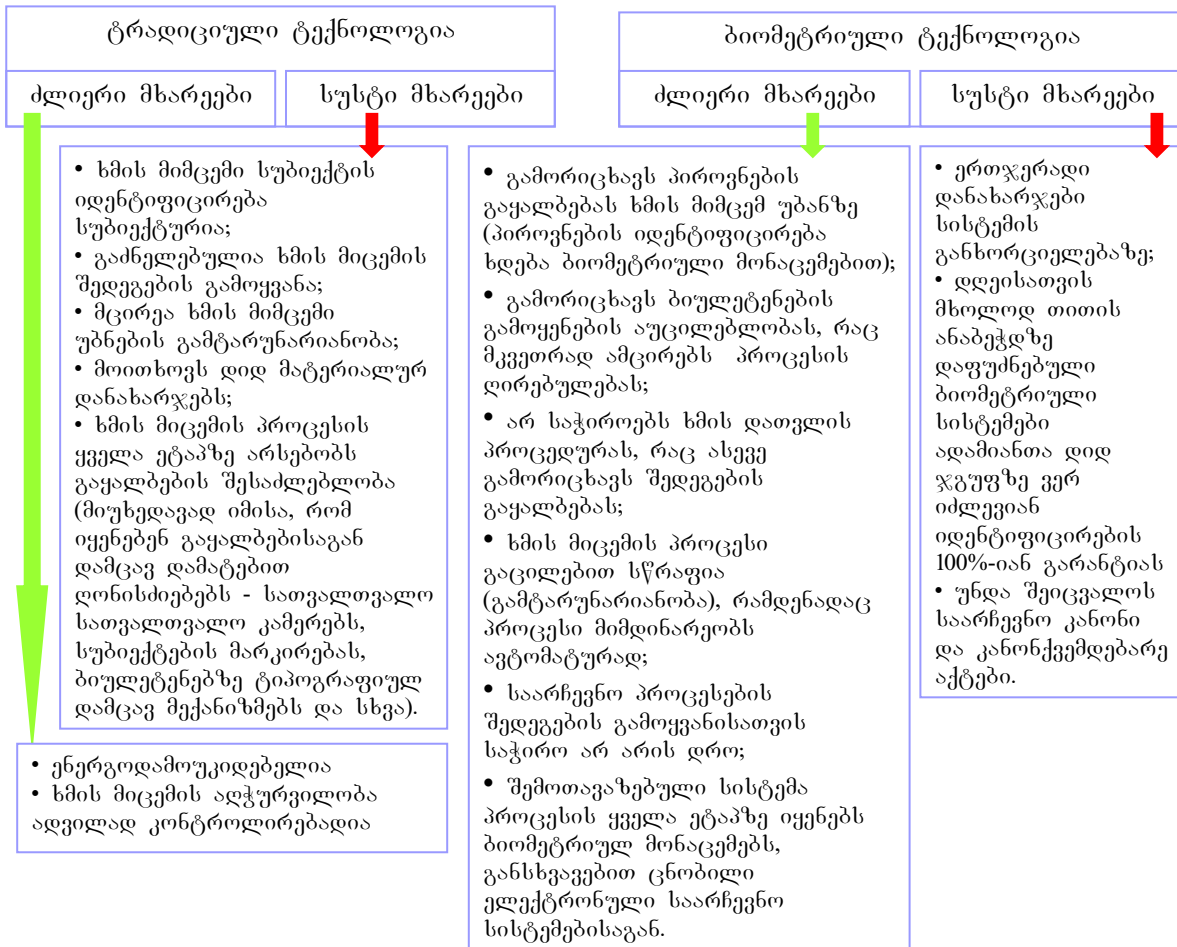 ტრადიციული ტექნოლოგია
ძლიერი მხარეები
სუსტი მხარეები
• ხმის მიმცემი სუბიექტის
იდენტიფიცირება
სუბიექტურია;
• გაძნელებულია ხმის მიცემის
შედეგების გამოყვანა;
• მცირეა ხმის მიმცემი
უბნების გამტარუნარიანობა;
• მოითხოვს დიდ მატერიალურ
დანახარჯებს;
• ხმის მიცემის პროცესის
ყველა ეტაპზე არსებობს
გაყალბების შესაძლებლობა
(მიუხედავად იმისა, რომ
იყენებენ გაყალბებისაგან
დამცავ დამატებით
ღონისძიებებს - სათვალთვალო
სათვალთვალო კამერებს,
სუბიექტების მარკირებას,
ბიულეტენებზე ტიპოგრაფიულ
დამცავ მექანიზმებს და სხვა).
• ენერგოდამოუკიდებელია
• ხმის მიცემის აღჭურვილობა
ადვილად კონტროლირებადია
ბიომეტრიული ტექნოლოგია
ძლიერი მხარეები
სუსტი მხარეები
• გამორიცხავს პიროვნების
გაყალბებას ხმის მიმცემ უბანზე
(პიროვნების იდენტიფიცირება
ხდება ბიომეტრიული მონაცემებით);
• გამორიცხავს ბიულეტენების
გამოყენების აუცილებლობას, რაც
მკვეთრად ამცირებს პროცესის
ღირებულებას;
• არ საჭიროებს ხმის დათვლის
პროცედურას, რაც ასევე
გამორიცხავს შედეგების
გაყალბებას;
• ხმის მიცემის პროცესი
გაცილებით სწრაფია
(გამტარუნარიანობა), რამდენადაც
პროცესი მიმდინარეობს
ავტომატურად;
• საარჩევნო პროცესების
შედეგების გამოყვანისათვის
საჭირო არ არის დრო;
• შემოთავაზებული სისტემა
პროცესის ყველა ეტაპზე იყენებს
ბიომეტრიულ მონაცემებს,
განსხვავებით ცნობილი
ელექტრონული საარჩევნო
სისტემებისაგან.
• ერთჯერადი
დანახარჯები
სისტემის
განხორციელებაზე;
• დღეისათვის
მხოლოდ თითის
ანაბეჭდზე
დაფუძნებული
ბიომეტრიული
სისტემები
ადამიანთა დიდ
ჯგუფზე ვერ
იძლევიან
იდენტიფიცირების
100%-იან გარანტიას
• უნდა შეიცვალოს
საარჩევნო კანონი
და კანონქვემდებარე
აქტები.